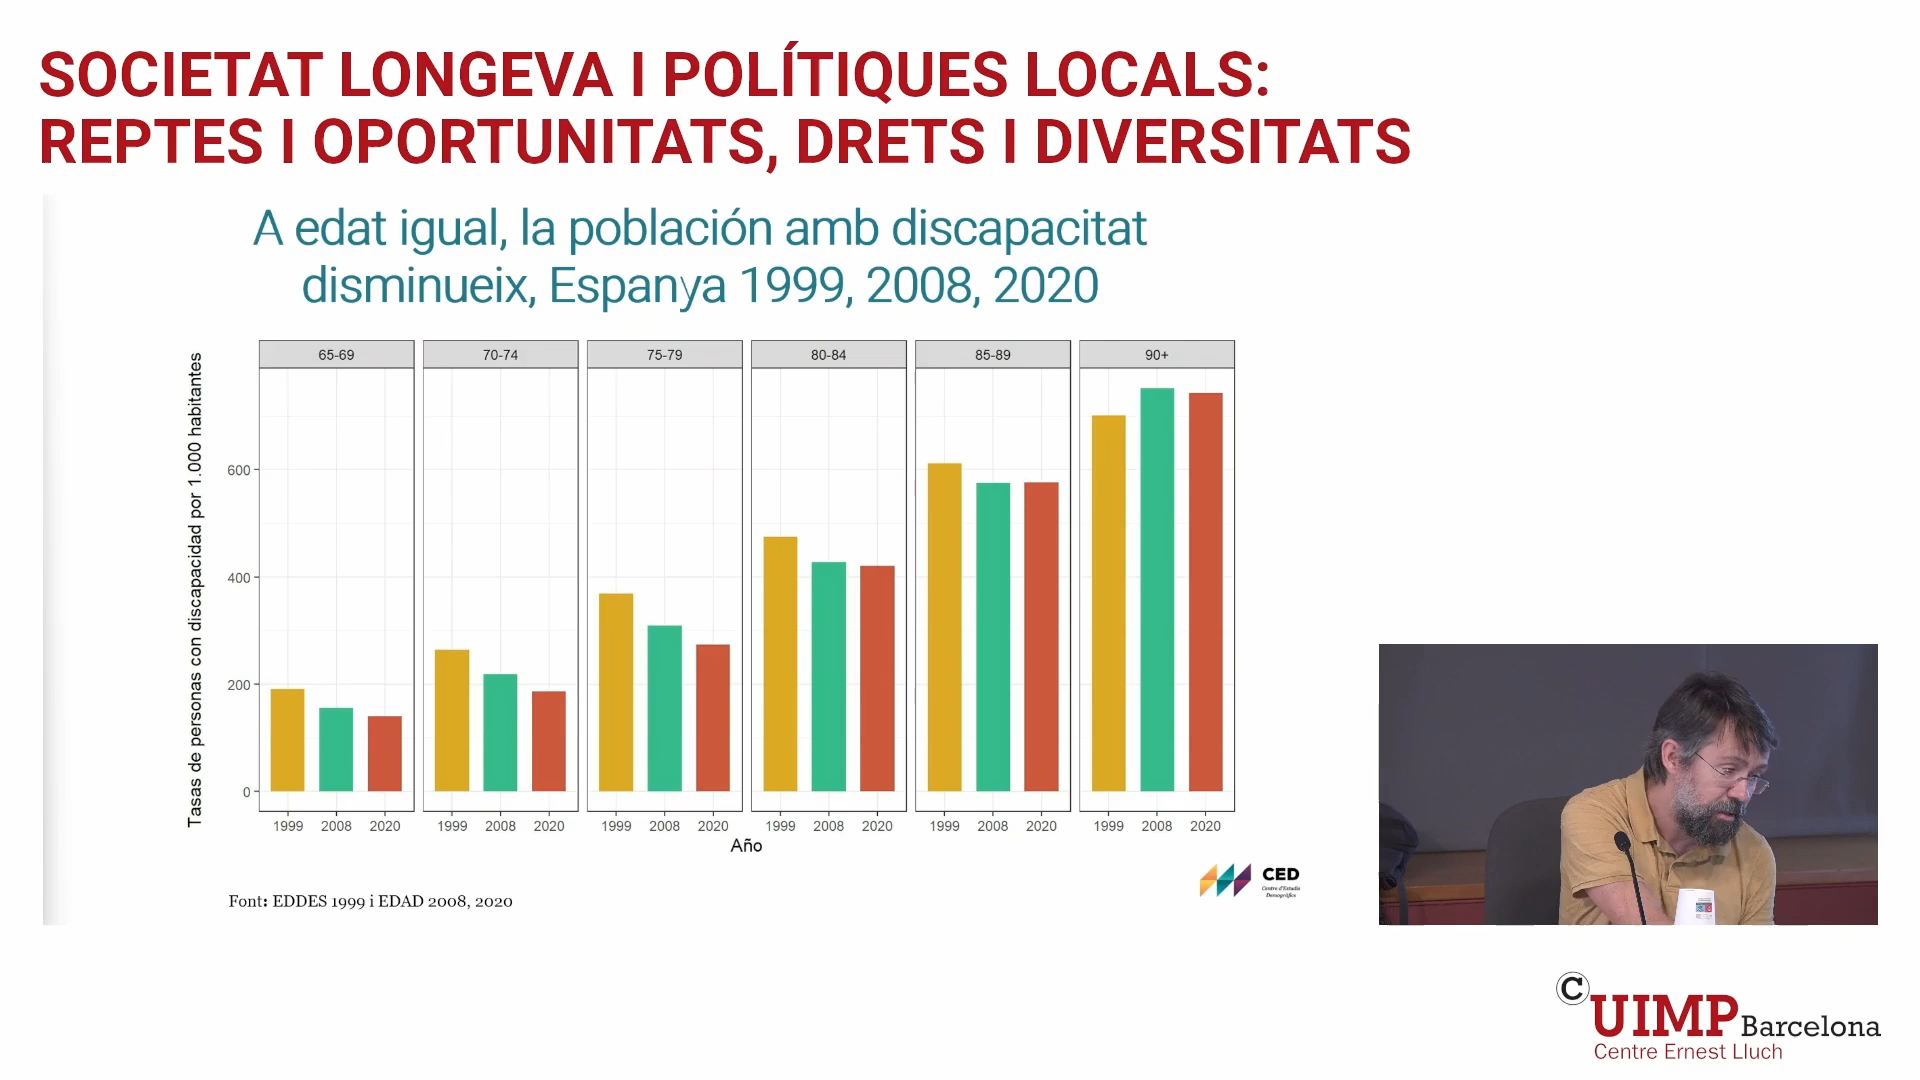 SOCIETAT LONGEVA I POLÍTIQUES LOCALS:
REPTES I OPORTUNITATS, DRETS I DIVERSITATS
A edat igual, la población amb discapacitat
disminueix, Espanya 1999, 2008, 2020
Tasas de personas con discapacidad por 1.000 habitantes
65-69 70-74 75-79 80-84 85-89 90+
600
400
200
0
1999 2008 2020 1999 2008 2020 1999 2008 2020 1999 2008 2020 1999 2008 2020 1999 2008 2020
Año
CED
Centre d'Estudis
Demogràfics
Font: EDDES 1999 i EDAD 2008, 2020
C UIMP Barcelona
Centre Ernest Lluch